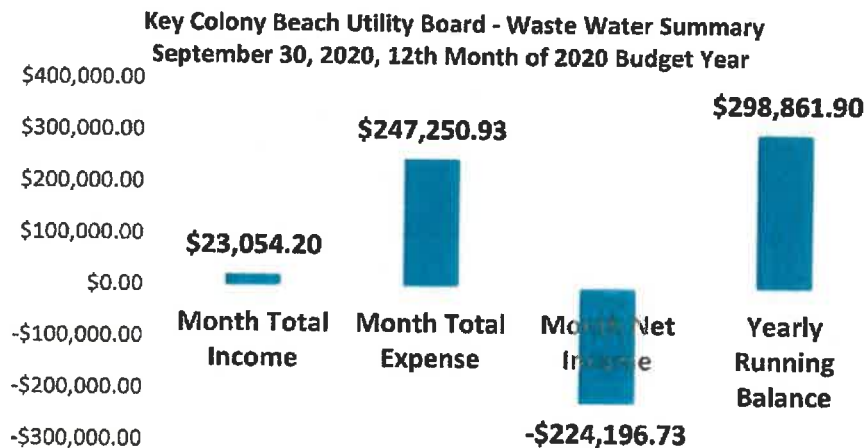 Key Colony Beach Utility Board - Waste Water Summary
September 30, 2020, 12th Month of 2020 Budget Year
$400,000.00
$300,000.00
$200,000.00
$100,000.00
$0.00
-$100,000.00
-$200,000.00
-$300,000.00
$23,054.20
$247,250.93
-$224,196.73
$298,861.90
Month Total
Income
Month Total
Expense
Month Net
Income
Yearly
Running
Balance